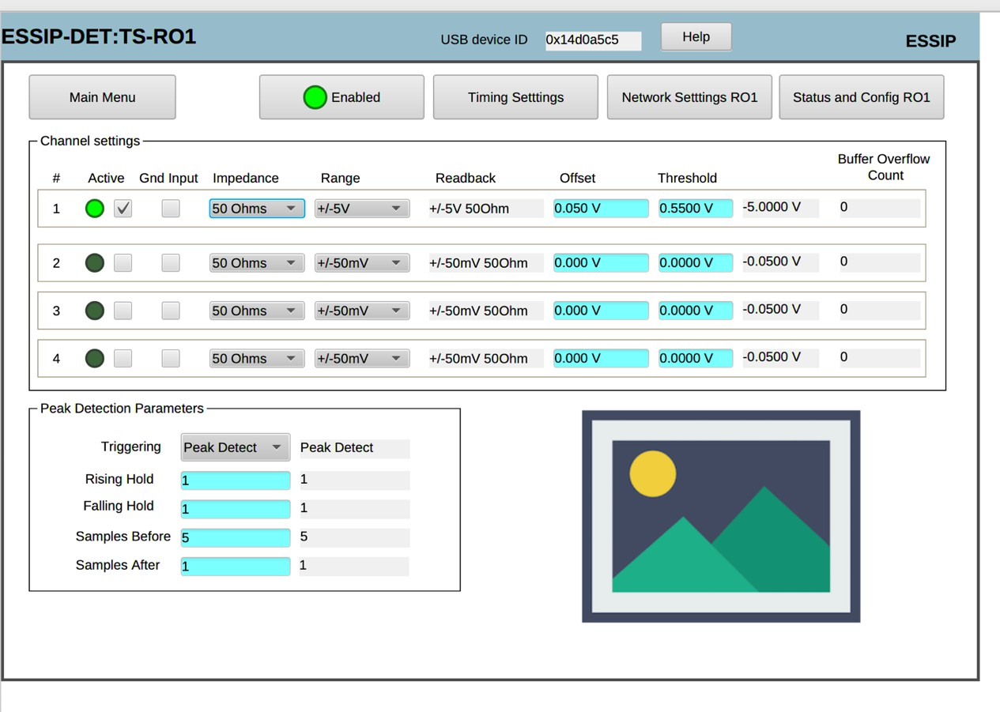 ESSIP-DET:TS-RO1 USB device ID 0x14d0a5c5 Help ESSIP
Main Menu Enabled Timing Setttings Network Setttings RO1 Status and Config RO1
Channel settings
Buffer Overflow
# Active Gnd Input Impedance Range Readback Offset Threshold Count
1 50 Ohms +/-5V +/-5V 50Ohm 0.050 V 0.5500 V -5.0000 V 0
2 50 Ohms +/-50mV +/-50mV 50Ohm 0.000 V 0.0000 V -0.0500 V 0
3 50 Ohms +/-50mV +/-50mV 50Ohm 0.000 V 0.0000 V -0.0500 V 0
4 50 Ohms +/-50mV +/-50mV 50Ohm 0.000 V 0.0000 V -0.0500 V 0
Peak Detection Parameters
Triggering Peak Detect Peak Detect
Rising Hold 1 1
Falling Hold 1 1
Samples Before 5 5
Samples After 1 1